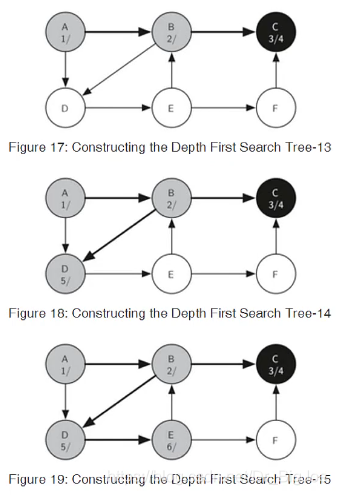 A B C
1/ 2/ 3/4
D E F
Figure 17: Constructing the Depth First Search Tree-13
A B C
1/ 2/ 3/4
D E F
5/
Figure 18: Constructing the Depth First Search Tree-14
A B C
1/ 2/ 3/4
D E F
5/ 6/
Figure 19: Constructing the Depth First Search Tree-15